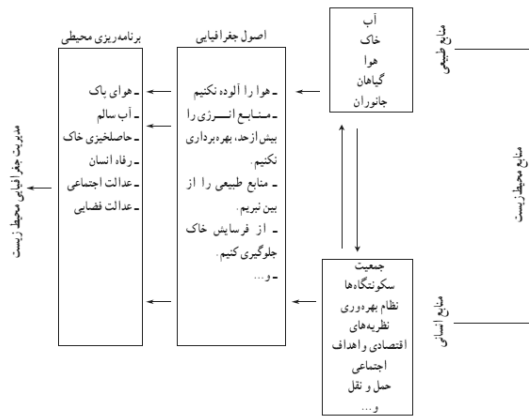 منابع محیط‌زیست
منابع طبیعی
آب
خاک
هوا
گیاهان
جانوران
منابع انسانی
جمعیت
سکونتگاه‌ها
نظام بهره‌وری
نظریه‌های
اقتصادی و اهداف
اجتماعی
حمل و نقل
و...
اصول جغرافیایی
ـ هوا را آلوده نکنیم
ـ منابع انرژی را
بیش‌ازحد، بهره‌برداری
نکنیم.
ـ منابع طبیعی را از
بین نبریم.
ـ از فرسایش خاک
جلوگیری کنیم.
ـ و...
برنامه‌ریزی محیطی
ـ هوای پاک
ـ آب سالم
ـ حاصلخیزی خاک
ـ رفاه انسان
ـ عدالت اجتماعی
ـ عدالت فضایی
مدیریت جغرافیایی محیط زیست